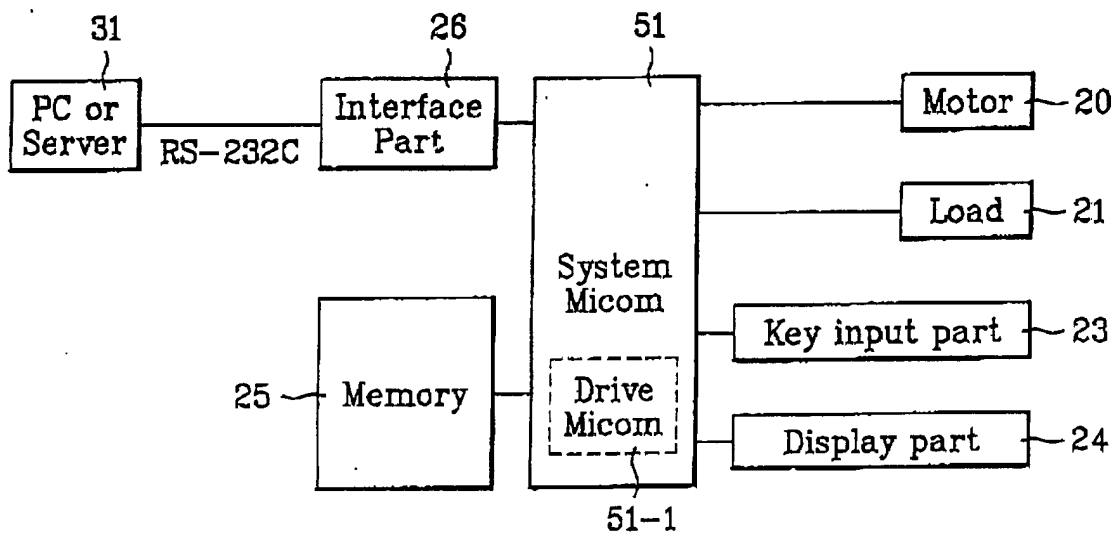 31
26
51
PC or
Server
RS-232C
Interface
Part
Motor
20
Load
21
System
Micom
Key input part
23
25
Memory
Drive
Micom
Display part
24
51-1